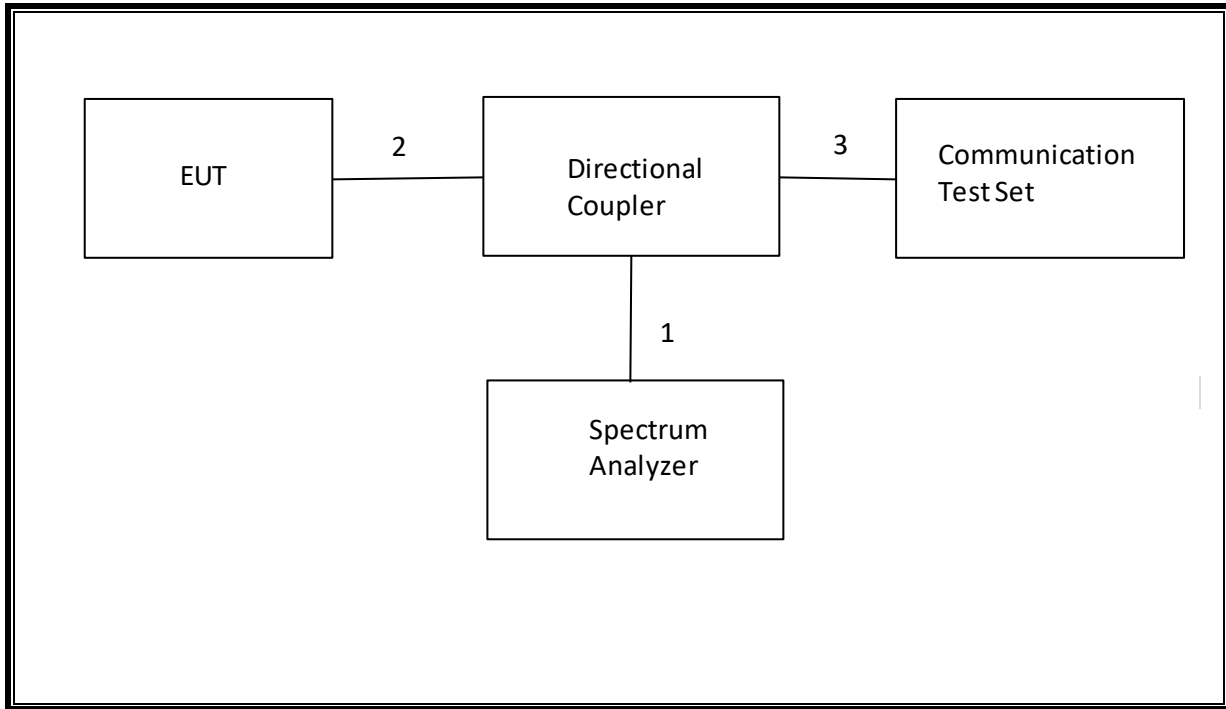 EUT
2
Directional
Coupler
3
Communication
Test Set
1
Spectrum
Analyzer